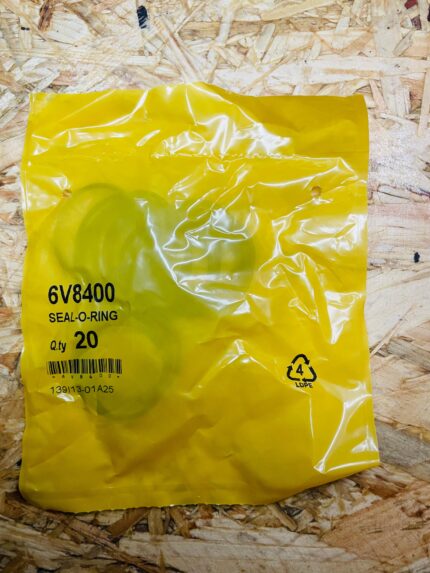 6V8400
SEAL-O-RING
Q.ty 20
139113-01A25
4
LDPE